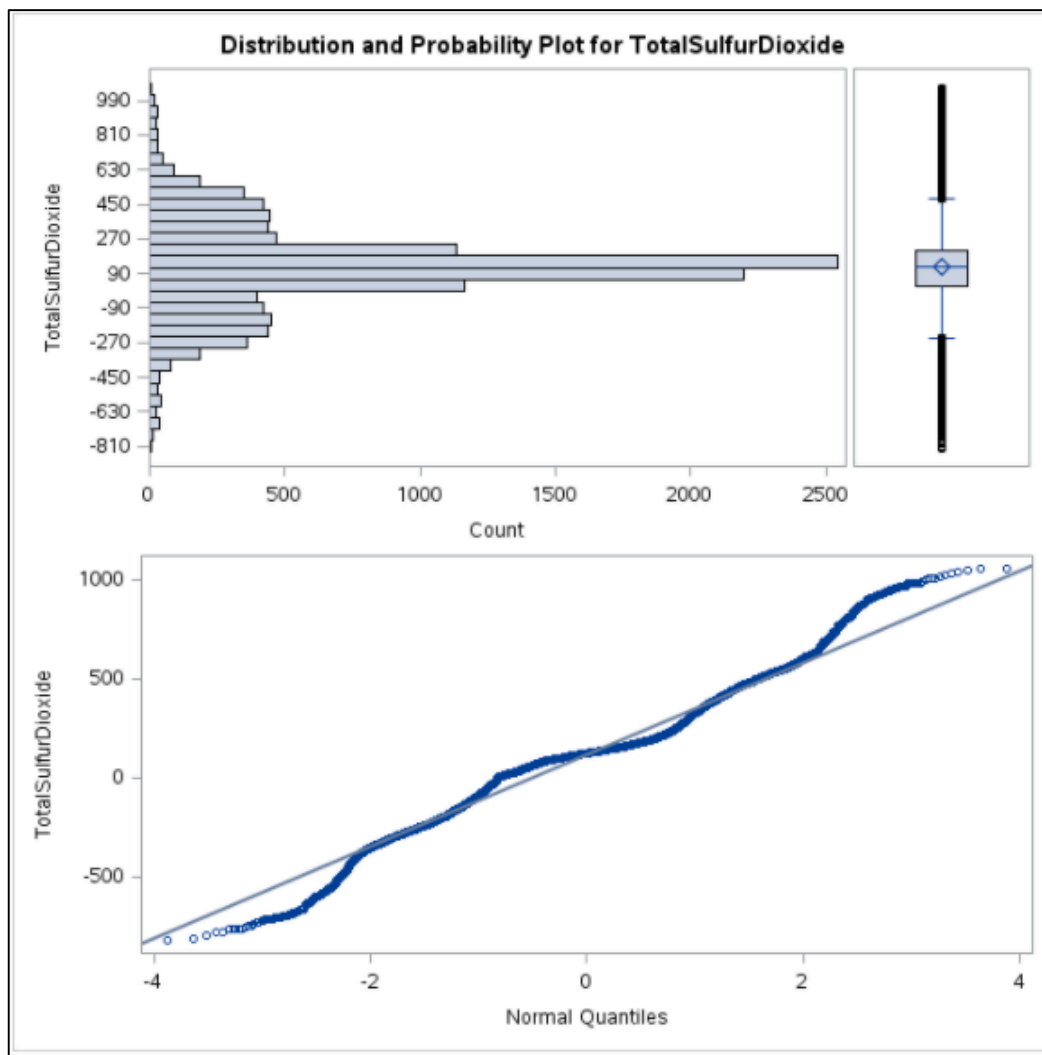 Distribution and Probability Plot for TotalSulfurDioxide
TotalSulfurDioxide
990
810
630
450
270
90
-90
-270
-450
-630
-810
0 500 1000 1500 2000 2500
Count
TotalSulfurDioxide
1000
500
0
-500
-4 -2 0 2 4
Normal Quantiles